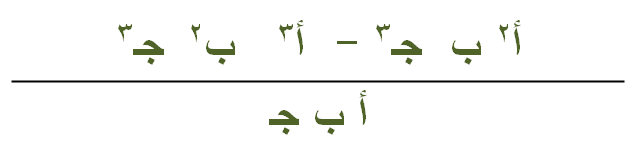 أ٢ ب جـ٣ – أ٣ ب٢ جـ٣
أ ب جـ